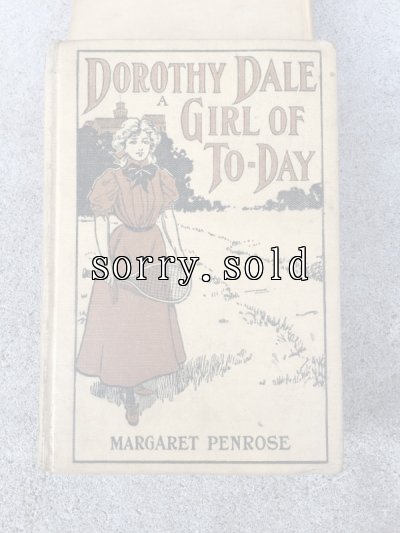 DOROTHY DALE
A GIRL OF
TO-DAY
sorry.sold
MARGARET PENROSE